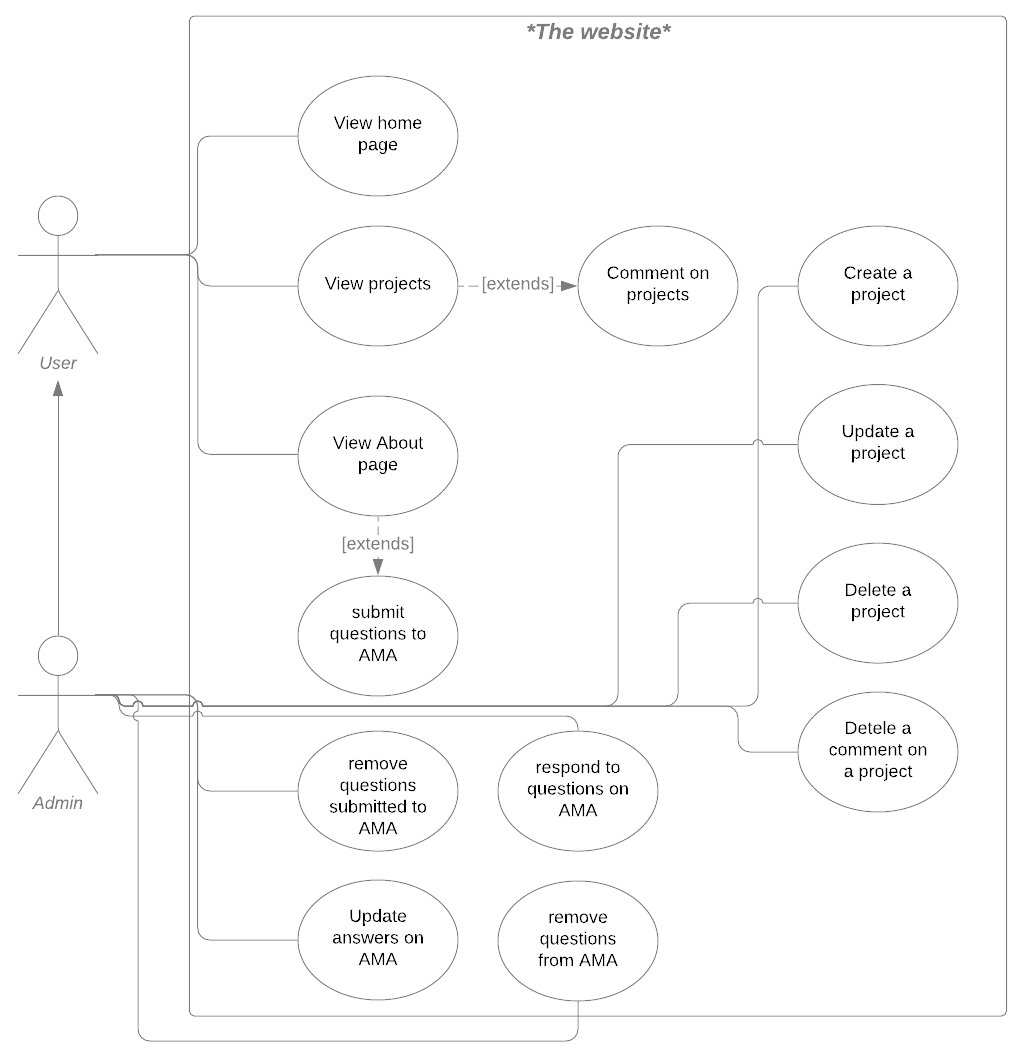 *The website*
View home
page
View projects
[extends]
Comment on
projects
Create a
project
User
View About
page
Update a
project
[extends]
submit
questions to
AMA
Delete a
project
Admin
remove
questions
submitted to
AMA
respond to
questions on
AMA
Detele a
comment on
a project
Update
answers on
AMA
remove
questions
from AMA